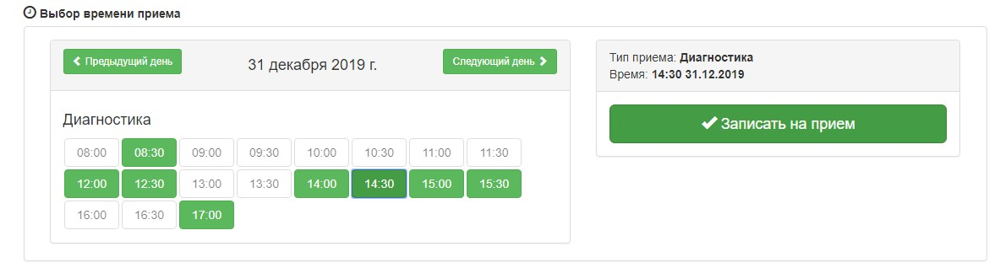 Выбор времени приема
Предыдущий день
31 декабря 2019 г.
Следующий день
Диагностика
08:00 08:30 09:00 09:30 10:00 10:30 11:00 11:30
12:00 12:30 13:00 13:30 14:00 14:30 15:00 15:30
16:00 16:30 17:00
Тип приема: Диагностика
Время: 14:30 31.12.2019
Записать на прием